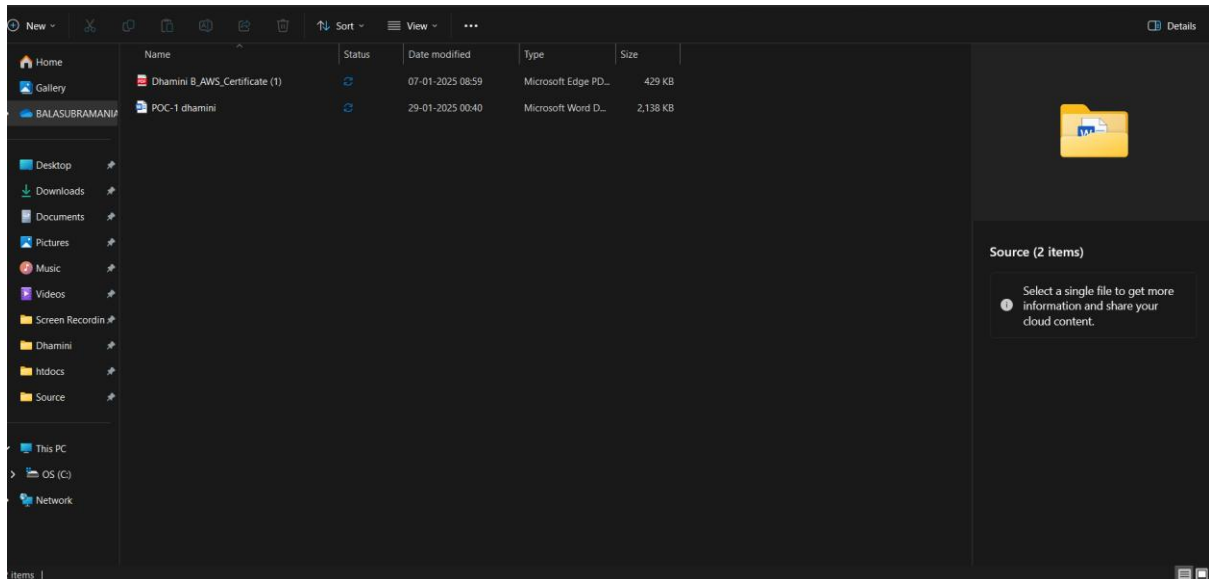 New
Sort
View
...
Details
Home
Gallery
BALASUBRAMANIA
Desktop
Downloads
Documents
Pictures
Music
Videos
Screen Recordin
Dhamini
htdocs
Source
This PC
OS (C:)
Network
Name Status Date modified Type Size
Dhamini B_AWS_Certificate (1) 07-01-2025 08:59 Microsoft Edge PD... 429 KB
POC-1 dhamini 29-01-2025 00:40 Microsoft Word D... 2,138 KB
Source (2 items)
Select a single file to get more
information and share your
cloud content.
items